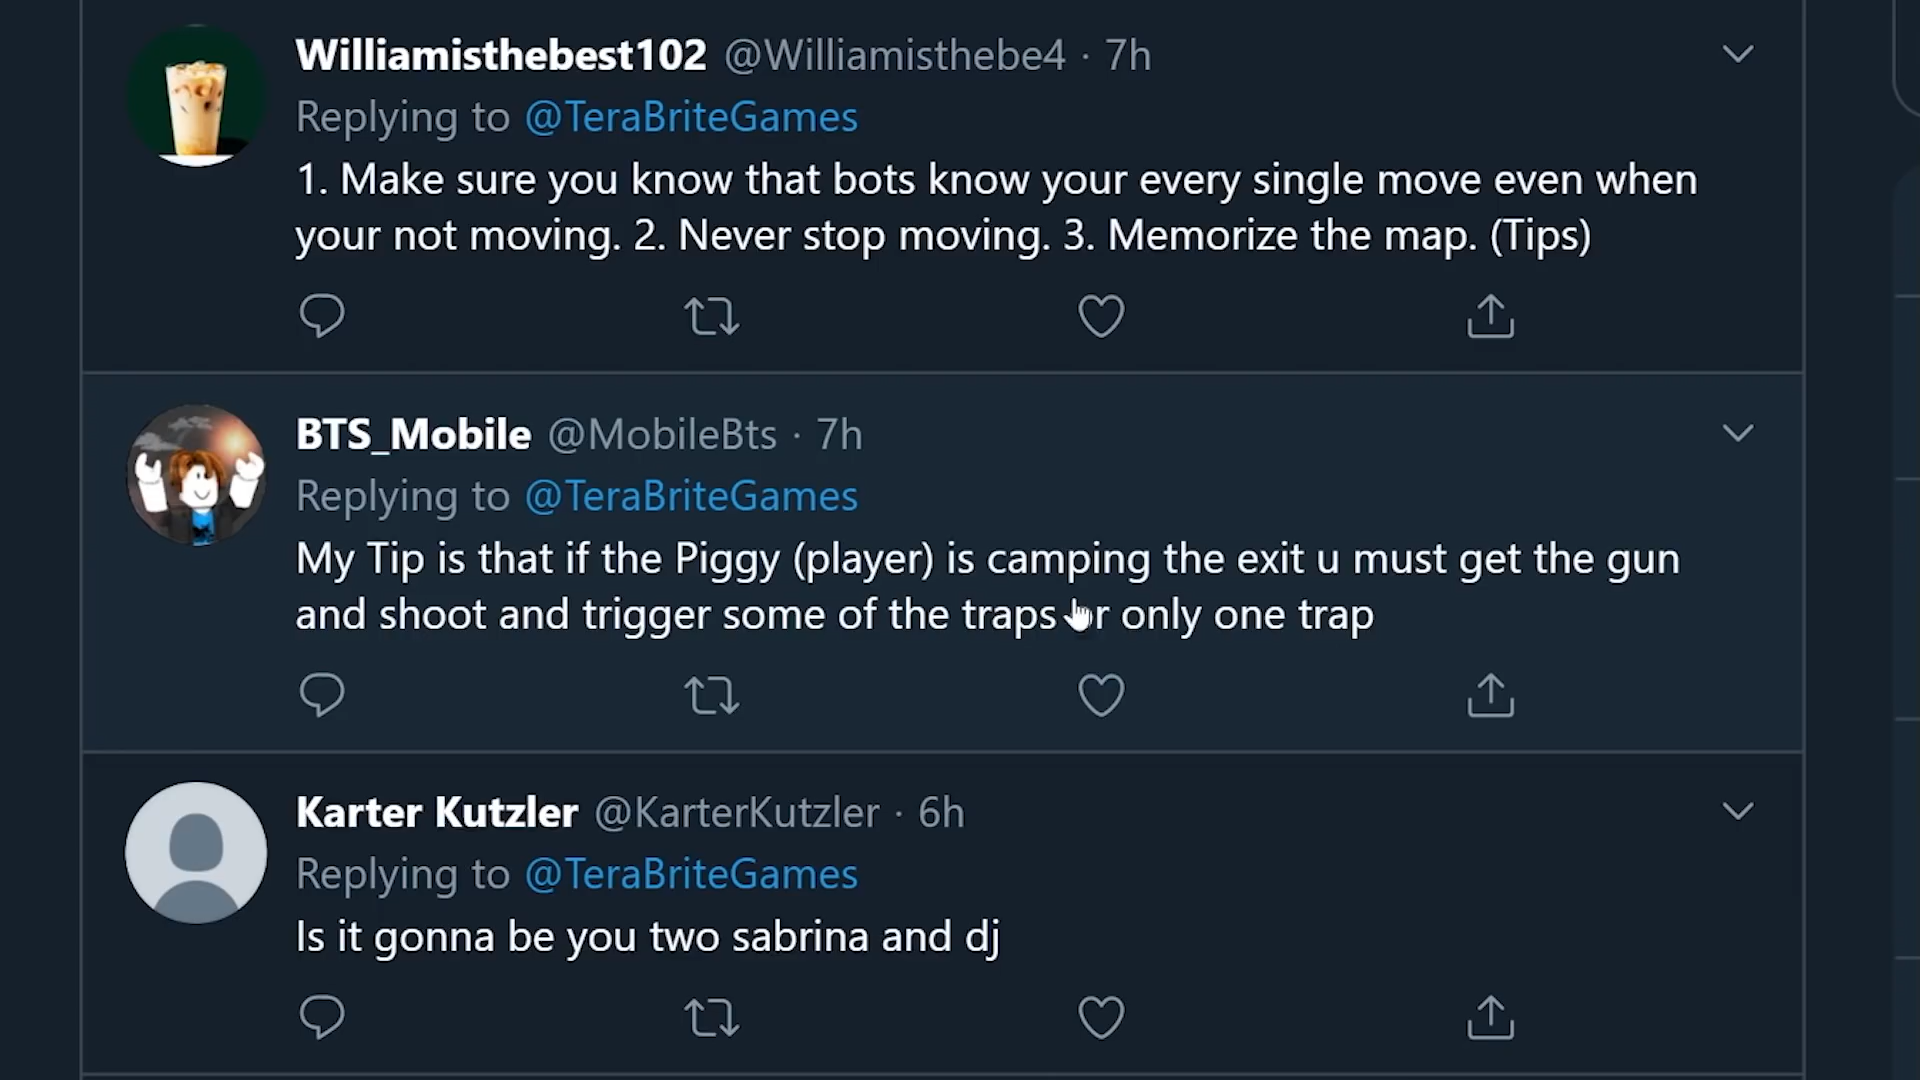 Williamisthebest102 @Williamisthebe4 · 7h
Replying to @TeraBriteGames
1. Make sure you know that bots know your every single move even when
your not moving. 2. Never stop moving. 3. Memorize the map. (Tips)
BTS_Mobile @MobileBts · 7h
Replying to @TeraBriteGames
My Tip is that if the Piggy (player) is camping the exit u must get the gun
and shoot and trigger some of the traps or only one trap
Karter Kutzler @KarterKutzler · 6h
Replying to @TeraBriteGames
Is it gonna be you two sabrina and dj